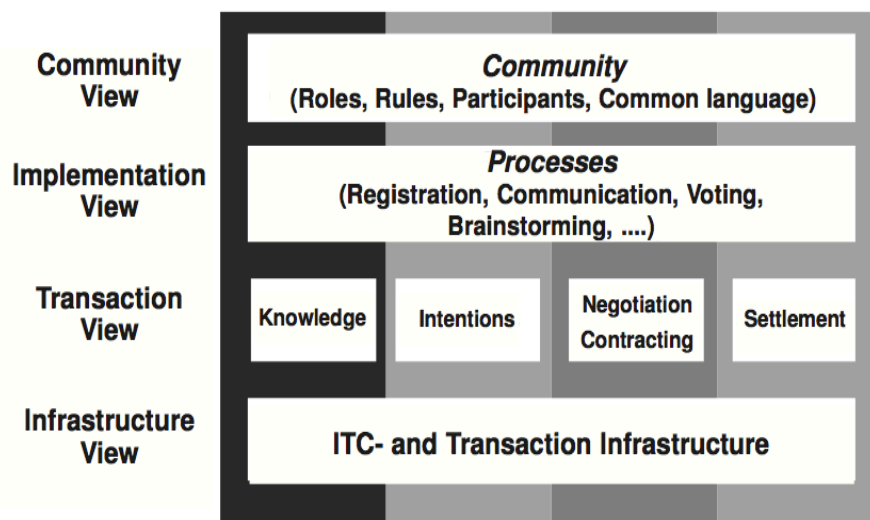 Community
View
Community
(Roles, Rules, Participants, Common language)
Implementation
View
Processes
(Registration, Communication, Voting,
Brainstorming, ....)
Transaction
View
Knowledge
Intentions
Negotiation
Contracting
Settlement
Infrastructure
View
ITC- and Transaction Infrastructure